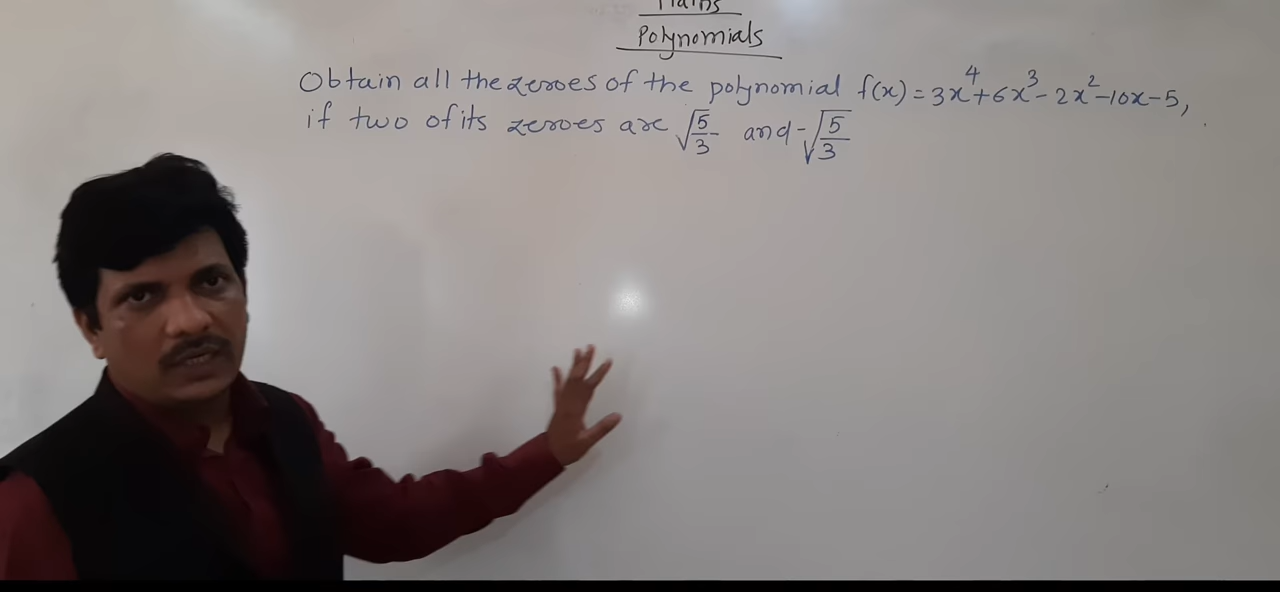 Maths
Polynomials
Obtain all the zeroes of the polynomial f(x) = 3x⁴+6x³-2x²-10x-5,
if two of its zeroes are √5/3 and -√5/3